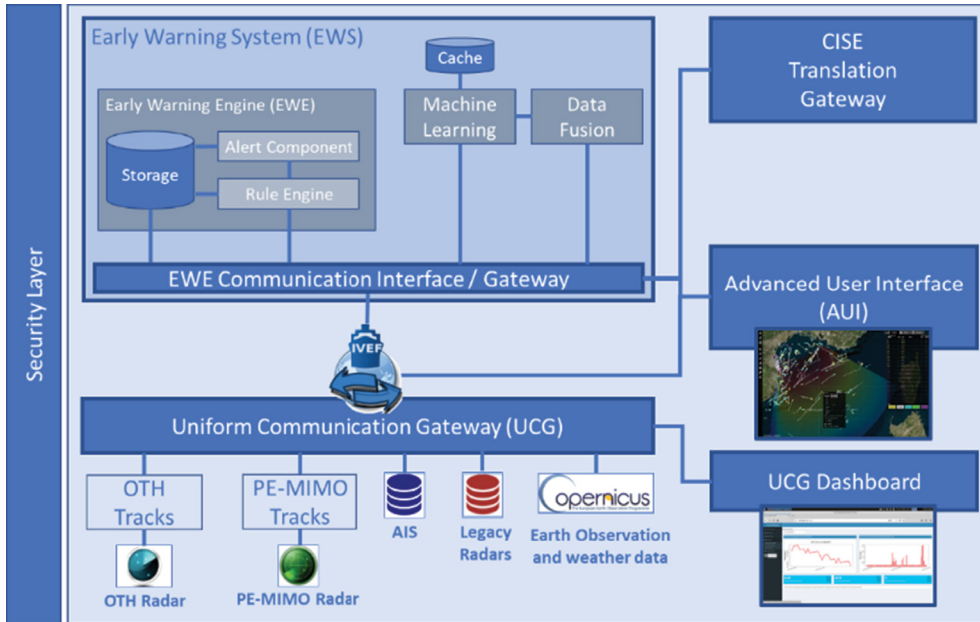 Security Layer
Early Warning System (EWS)
Cache
Early Warning Engine (EWE)
Storage
Alert Component
Rule Engine
Machine
Learning
Data
Fusion
EWE Communication Interface / Gateway
CISE
Translation
Gateway
IVEF
Advanced User Interface
(AUI)
Uniform Communication Gateway (UCG)
UCG Dashboard
OTH
Tracks
PE-MIMO
Tracks
AIS
Legacy
Radars
opernicus
Earth Observation
and weather data
OTH Radar
PE-MIMO Radar